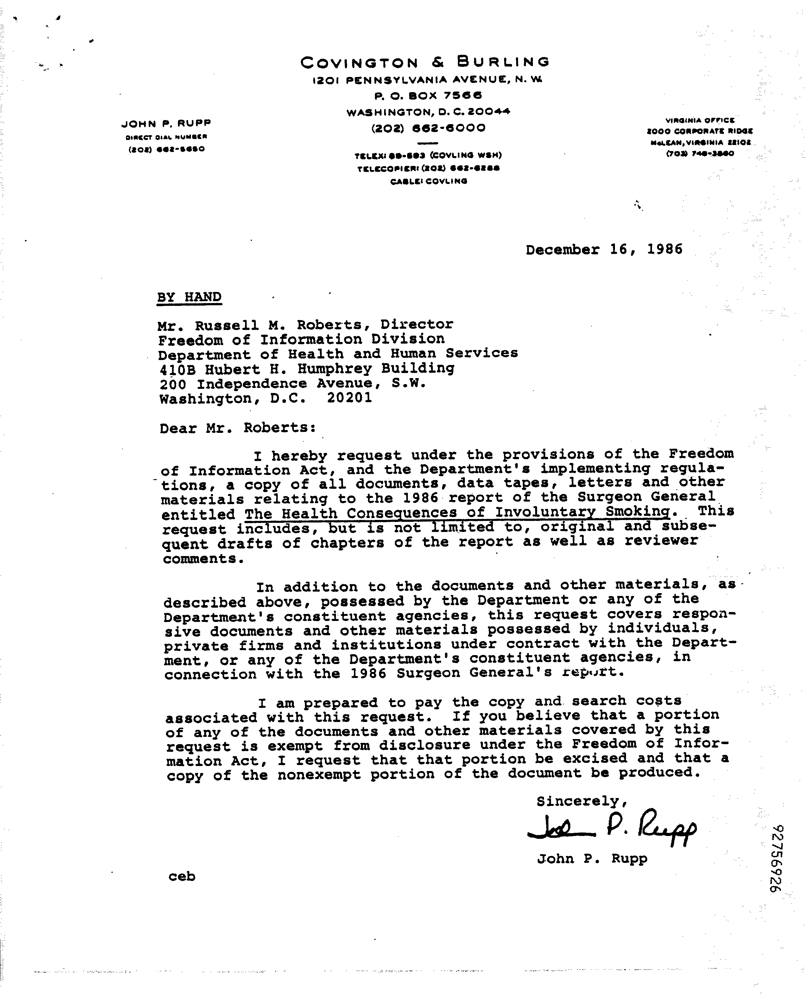 COVINGTON & BURLING
1201 PENNSYLVANIA AVENUE, N. W.
P. O. BOX 7566
WASHINGTON, D. C. 20044
(202) 662-6000
TELEX: 89-593 (COVLING WSH)
TELECOPIER: (202) 662-6288
CABLE: COVLING
JOHN P. RUPP
DIRECT DIAL NUMBER
(202) 662-5650
VIRGINIA OFFICE
2000 CORPORATE RIDGE
McLEAN, VIRGINIA 22102
(703)
December 16, 1986
BY HAND
Mr. Russell M. Roberts, Director
Freedom of Information Division
Department of Health and Human Services
410B Hubert H. Humphrey Building
200 Independence Avenue, S.W.
Washington, D.C. 20201
Dear Mr. Roberts:
I hereby request under the provisions of the Freedom
of Information Act, and the Department's implementing regula-
tions, a copy of all documents, data tapes, letters and other
materials relating to the 1986 report of the Surgeon General
entitled The Health Consequences of Involuntary Smoking. This
request includes, but is not limited to, original and subse-
quent drafts of chapters of the report as well as reviewer
comments.
In addition to the documents and other materials, as
described above, possessed by the Department or any of the
Department's constituent agencies, this request covers respon-
sive documents and other materials possessed by individuals,
private firms and institutions under contract with the Depart-
ment, or any of the Department's constituent agencies, in
connection with the 1986 Surgeon General's report.
I am prepared to pay the copy and search costs
associated with this request. If you believe that a portion
of any of the documents and other materials covered by this
request is exempt from disclosure under the Freedom of Infor-
mation Act, I request that that portion be excised and that a
copy of the nonexempt portion of the document be produced.
Sincerely,
John P. Rupp
John P. Rupp
ceb
92756926